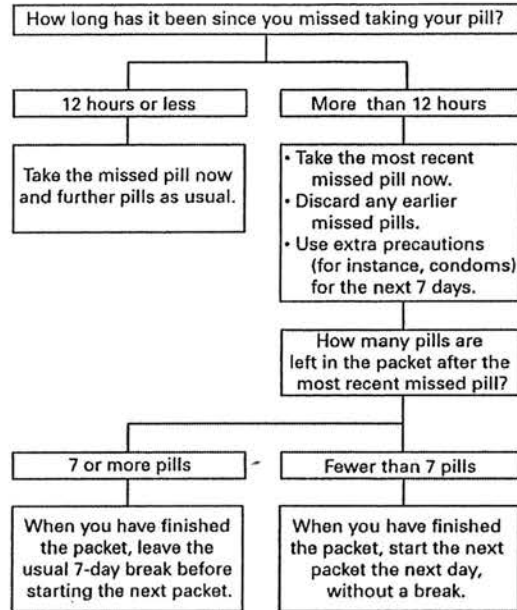 How long has it been since you missed taking your pill?
12 hours or less
More than 12 hours
Take the missed pill now
and further pills as usual.
• Take the most recent
missed pill now.
• Discard any earlier
missed pills.
• Use extra precautions
(for instance, condoms)
for the next 7 days.
How many pills are
left in the packet after the
most recent missed pill?
7 or more pills
Fewer than 7 pills
When you have finished
the packet, leave the
usual 7-day break before
starting the next packet.
When you have finished
the packet, start the next
packet the next day,
without a break.